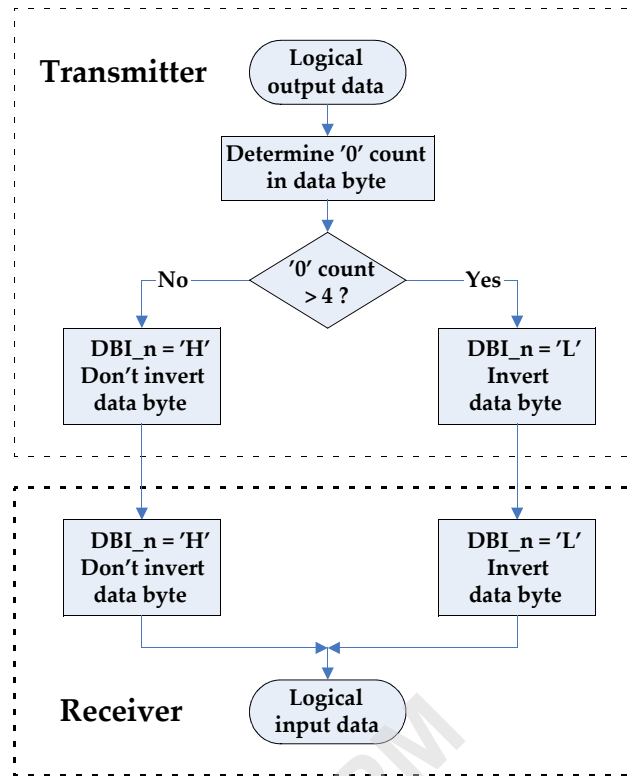 Transmitter
Logical
output data
Determine '0' count
in data byte
'0' count
> 4 ?
No
Yes
DBI_n = 'H'
Don't invert
data byte
DBI_n = 'L'
Invert
data byte
DBI_n = 'H'
Don't invert
data byte
DBI_n = 'L'
Invert
data byte
Receiver
Logical
input data